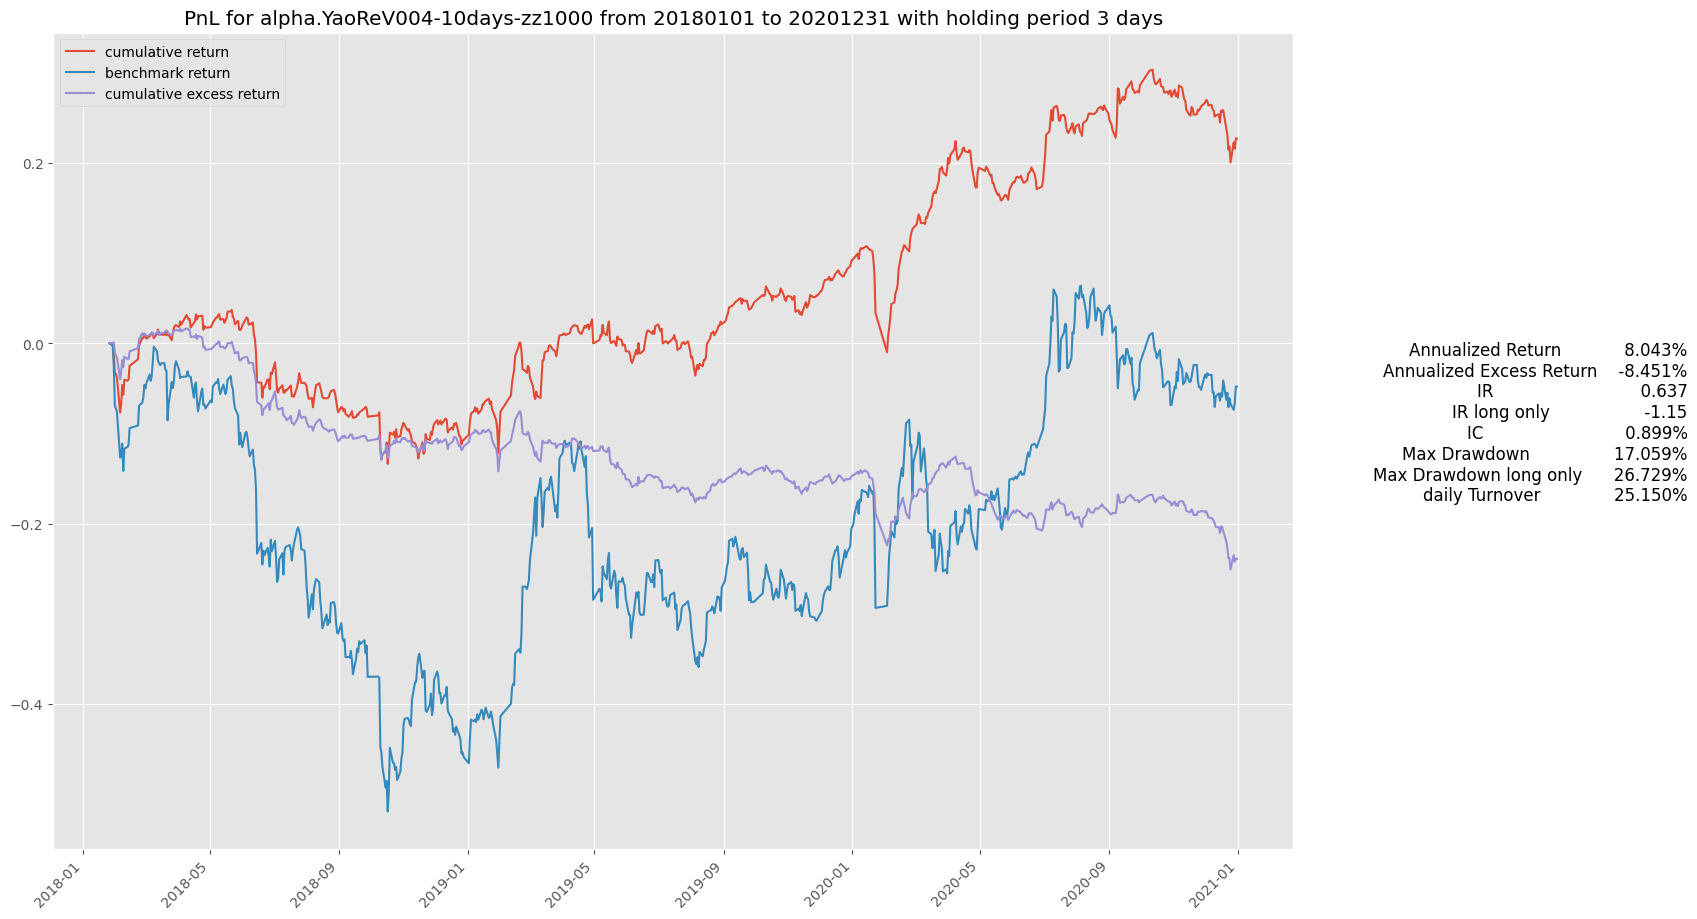 PnL for alpha.YaoReV004-10days-zz1000 from 20180101 to 20201231 with holding period 3 days
cumulative return
benchmark return
cumulative excess return
0.2
0.0
−0.2
−0.4
2018-01
2018-05
2018-09
2019-01
2019-05
2019-09
2020-01
2020-05
2020-09
2021-01
Annualized Return 8.043%
Annualized Excess Return -8.451%
IR 0.637
IR long only -1.15
IC 0.899%
Max Drawdown 17.059%
Max Drawdown long only 26.729%
daily Turnover 25.150%